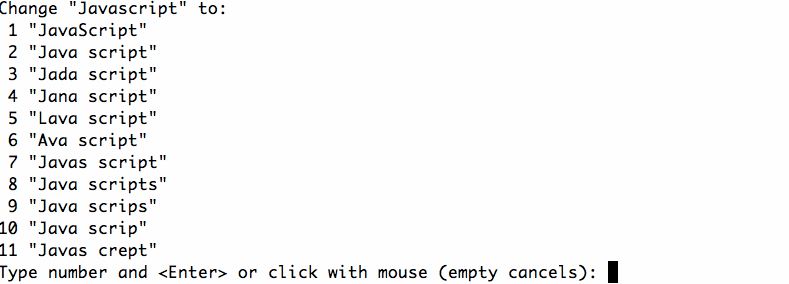 Change "Javascript" to:
 1 "JavaScript"
 2 "Java script"
 3 "Jada script"
 4 "Jana script"
 5 "Lava script"
 6 "Ava script"
 7 "Javas script"
 8 "Java scripts"
 9 "Java scrips"
10 "Java scrip"
11 "Javas crept"
Type number and <Enter> or click with mouse (empty cancels):